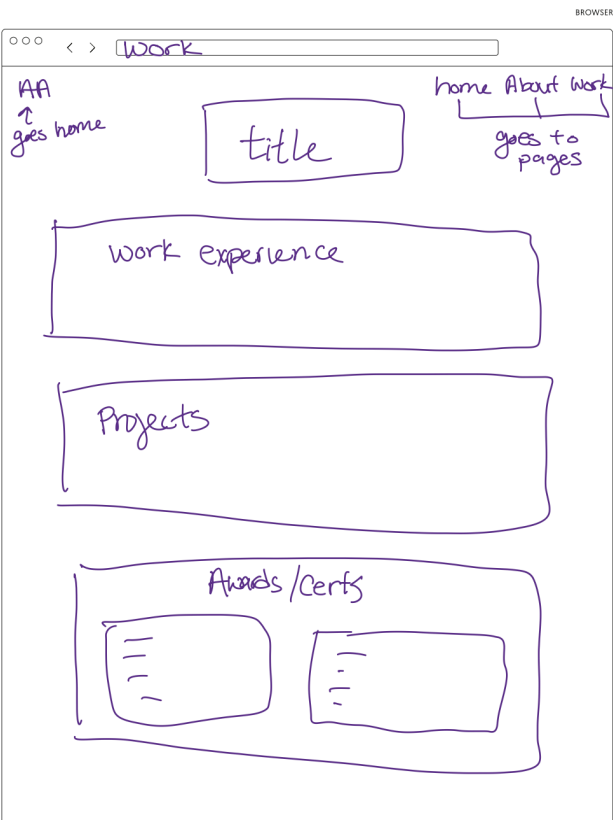 BROWSER
Work
AA
goes home
home About Work
goes to
pages
title
Work experience
Projects
Awards/Certs